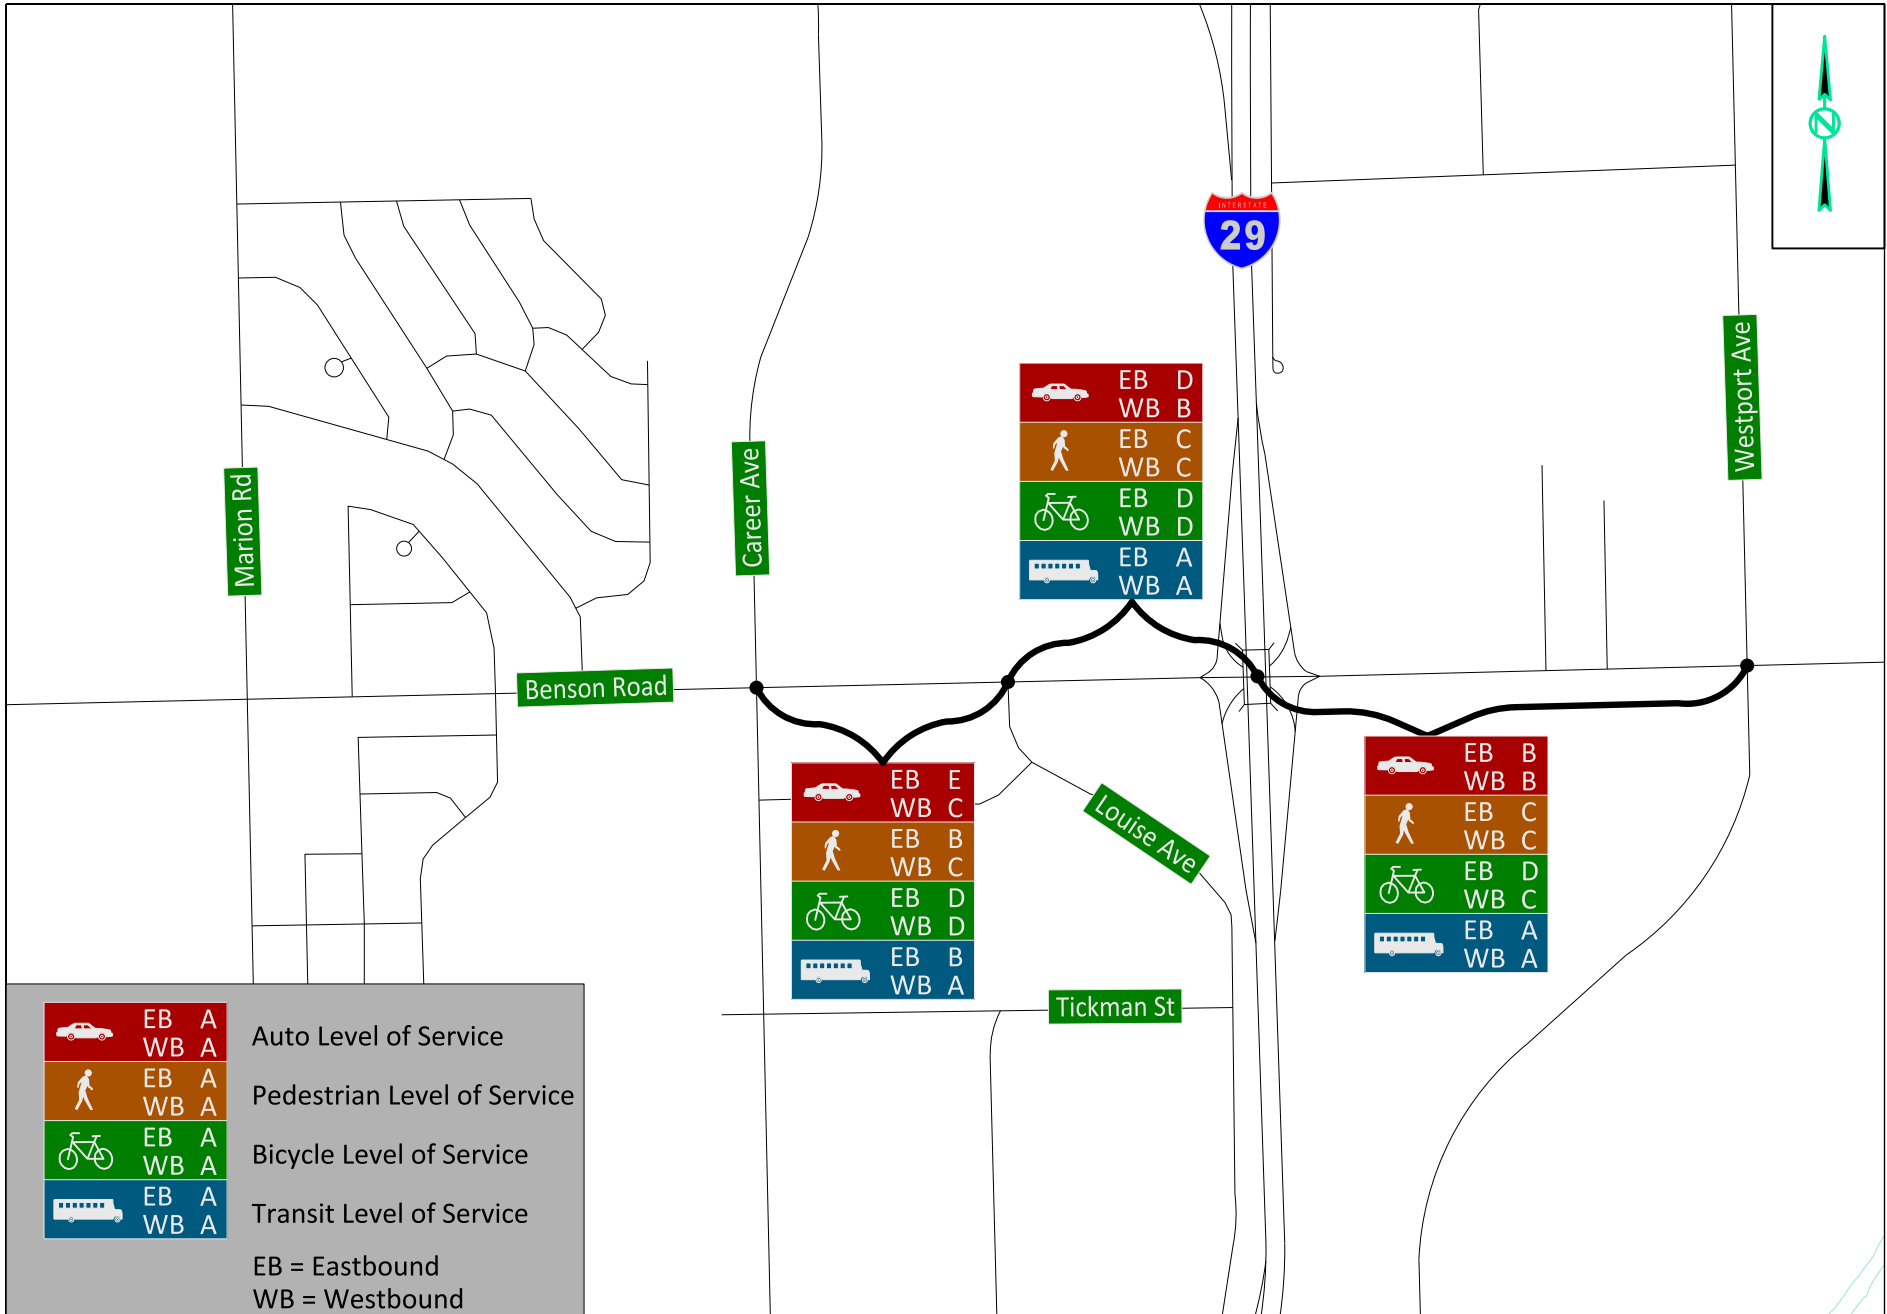 N
INTERSTATE
29
Westport Ave
EB D
WB B
EB C
WB C
EB D
WB D
EB A
WB A
Career Ave
Marion Rd
Benson Road
EB E
WB C
EB B
WB C
EB D
WB D
EB B
WB A
Louise Ave
EB B
WB B
EB C
WB C
EB D
WB C
EB A
WB A
Tickman St
EB A
WB A
Auto Level of Service
EB A
WB A
Pedestrian Level of Service
EB A
WB A
Bicycle Level of Service
EB A
WB A
Transit Level of Service
EB = Eastbound
WB = Westbound